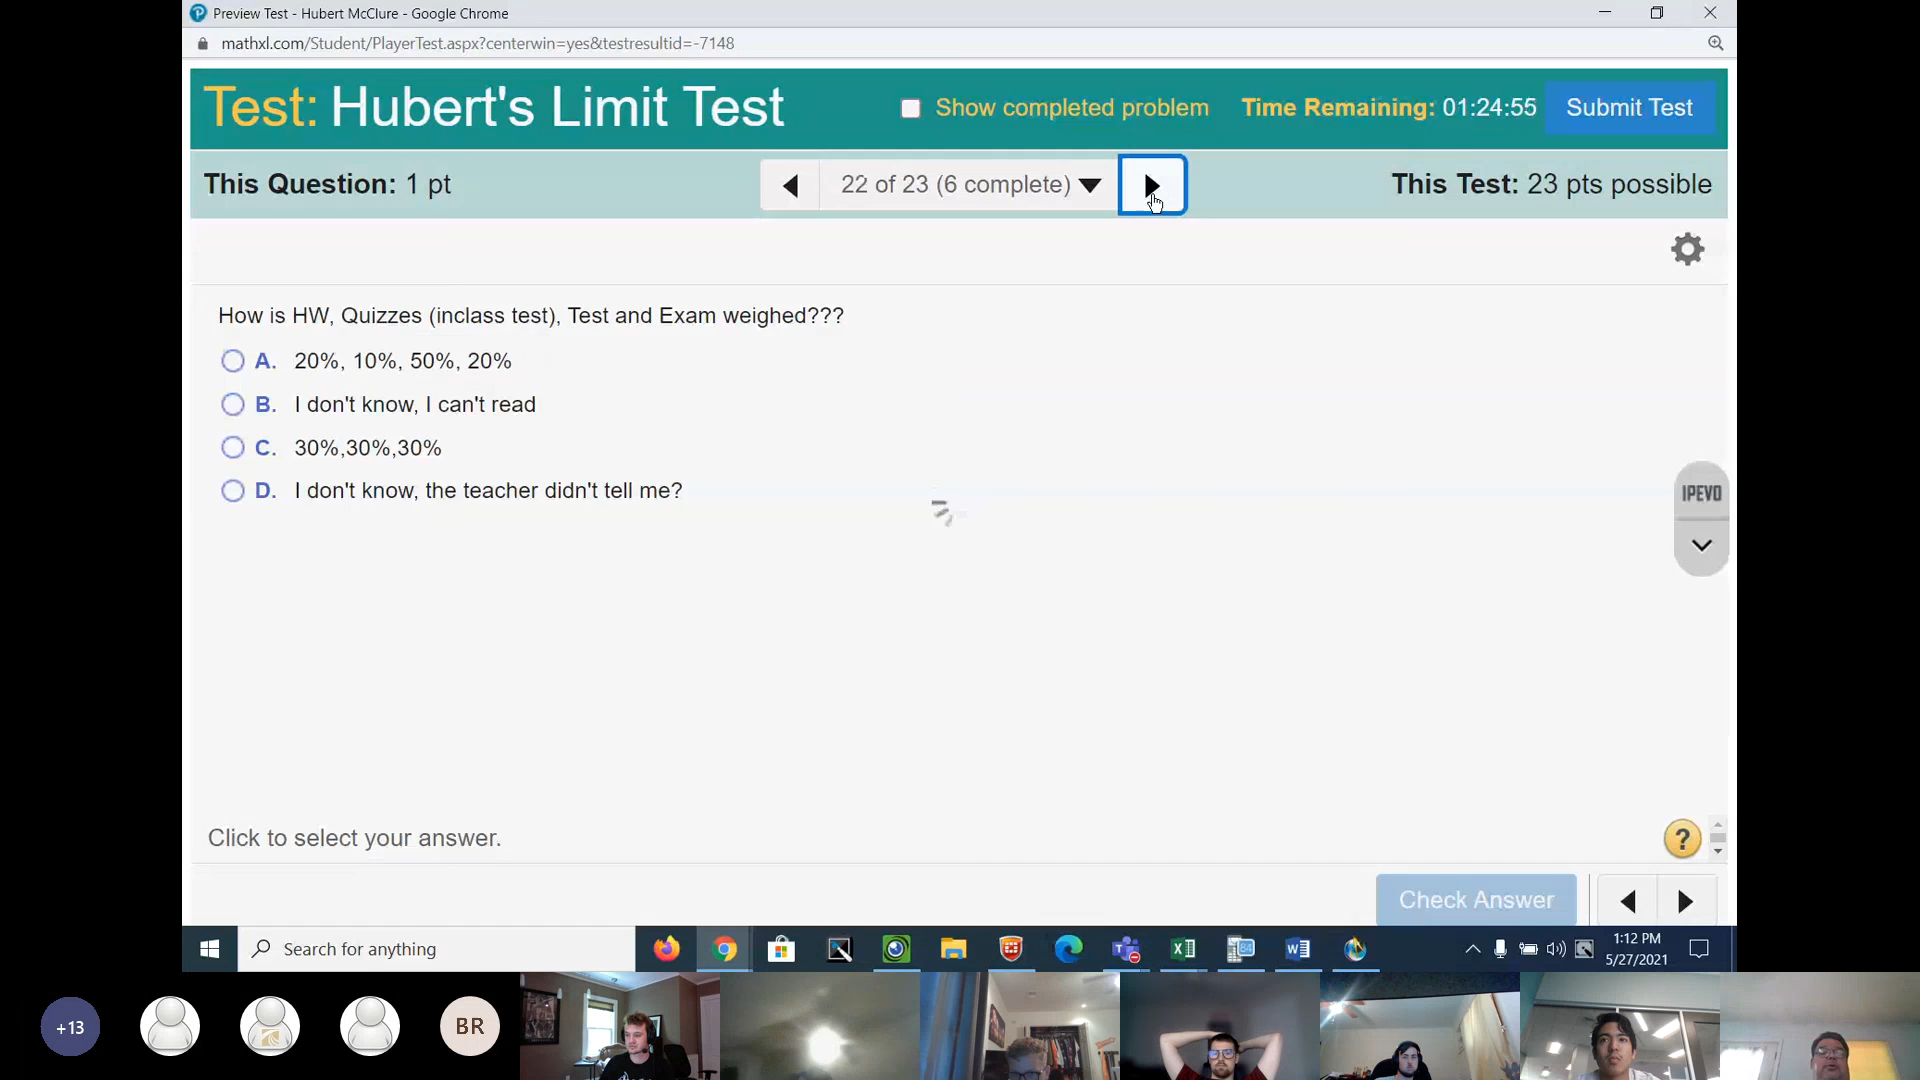 Preview Test - Hubert McClure - Google Chrome
mathxl.com/Student/PlayerTest.aspx?centerwin=yes&testresultid=-7148
Test: Hubert's Limit Test
Show completed problem
Time Remaining: 01:24:55
Submit Test
This Question: 1 pt
22 of 23 (6 complete)
This Test: 23 pts possible
How is HW, Quizzes (inclass test), Test and Exam weighed???
A. 20%, 10%, 50%, 20%
B. I don't know, I can't read
C. 30%,30%,30%
D. I don't know, the teacher didn't tell me?
IPEVO
Click to select your answer.
?
Check Answer
Search for anything
84
1:12 PM
5/27/2021
+13
BR